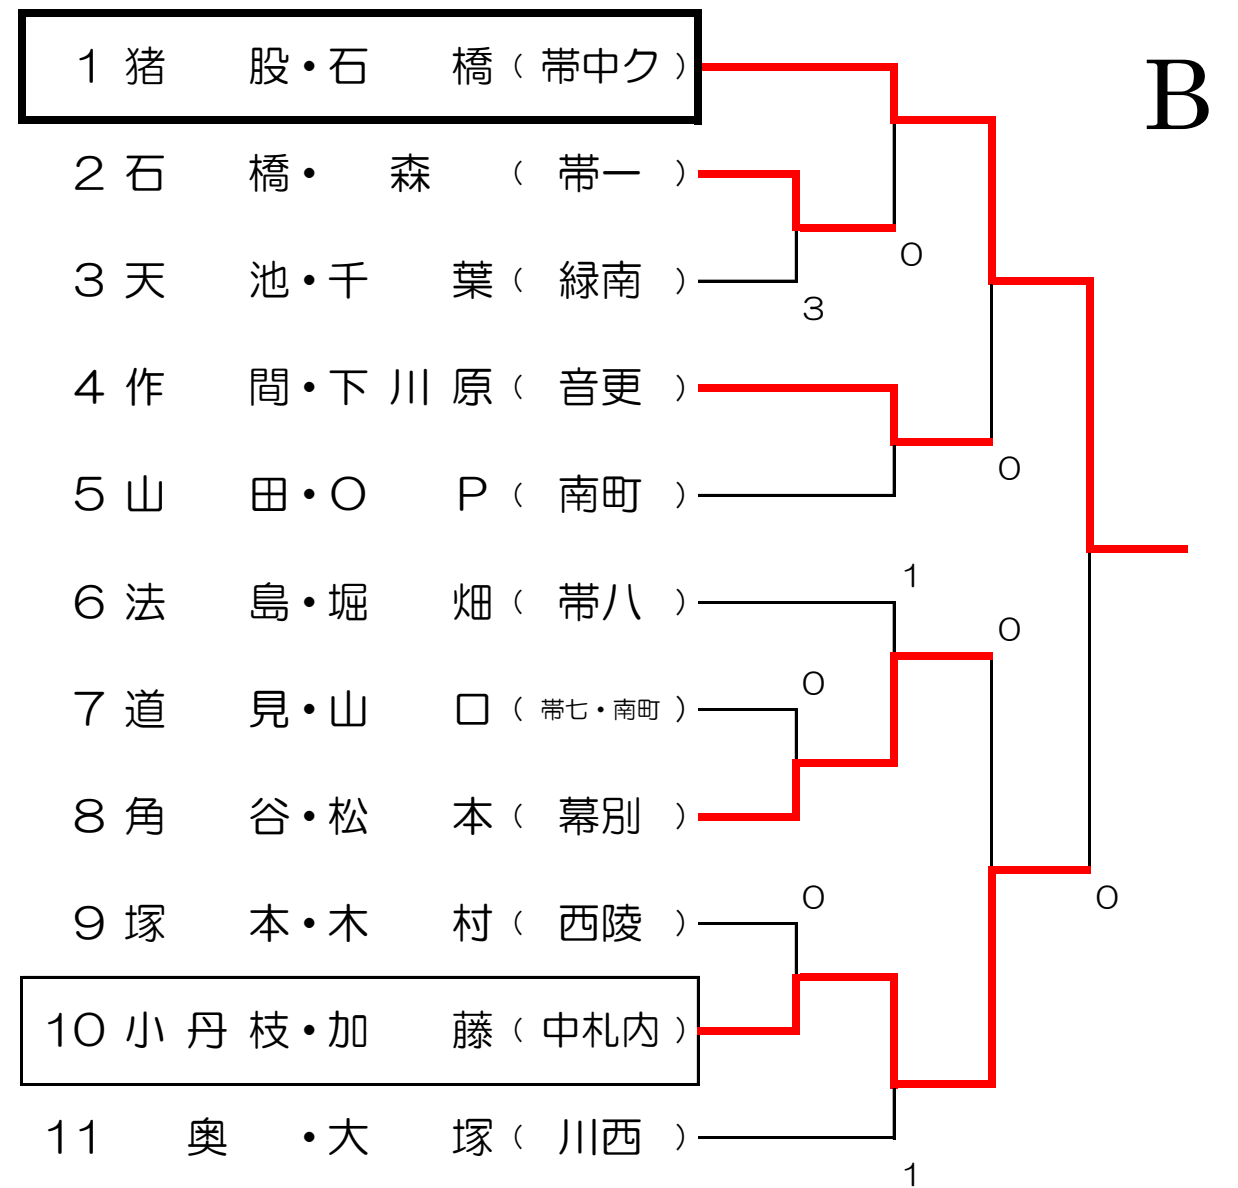 B
1 猪股・石橋（帯中ク）
2 石橋・森（帯一）
0
3 天池・千葉（緑南）
3
4 作間・下川原（音更）
0
5 山田・OP（南町）
1
6 法島・堀畑（帯八）
0
0
7 道見・山口（帯七・南町）
8 角谷・松本（幕別）
0
0
9 塚本・木村（西陵）
10 小丹枝・加藤（中札内）
11 奥・大塚（川西）
1